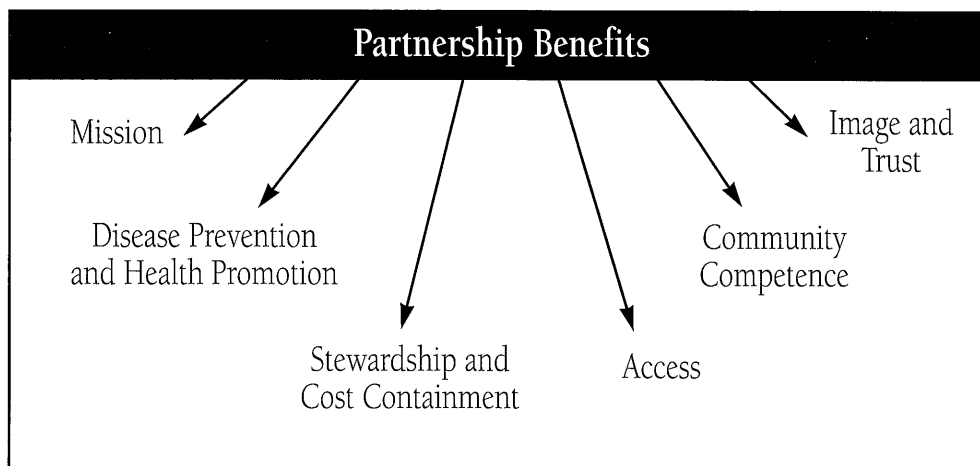 Partnership Benefits
Mission
Disease Prevention
and Health Promotion
Stewardship and
Cost Containment
Access
Community
Competence
Image and
Trust